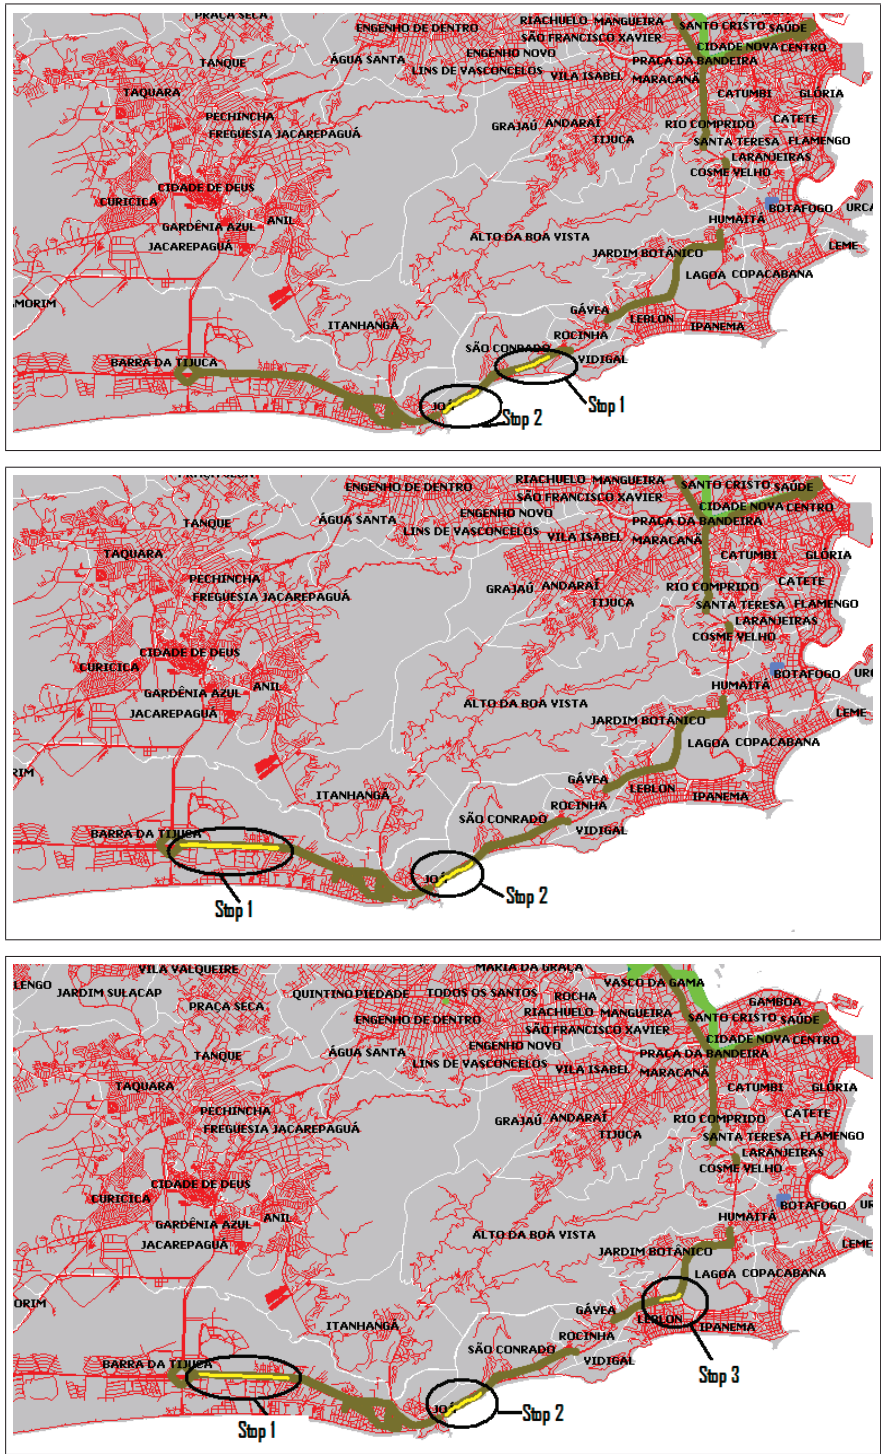 PRAÇA SECA
ENGENHO DE DENTRO
RIACHUELO MANGUEIRA
SANTO CRISTO SAÚDE
SÃO FRANCISCO XAVIER
CIDADE NOVA CENTRO
TANQUE
ÁGUA SANTA
ENGENHO NOVO
PRAÇA DA BANDEIRA
LINS DE VASCONCELOS
VILA ISABEL
MARACANÃ
TAQUARA
CATUMBI
GLÓRIA
PECHINCHA
GRAJAÚ
ANDARAÍ
RIO COMPRIDO
CATETE
FREGUESIA JACAREPAGUÁ
TIJUCA
SANTA TERESA
FLAMENGO
LARANJEIRAS
COSME VELHO
CIDADE DE DEUS
CURICICA
BOTAFOGO
URCA
GARDÊNIA AZUL
ANIL
HUMAITÁ
JACAREPAGUÁ
ALTO DA BOA VISTA
JARDIM BOTÂNICO
LEME
LAGOA
COPACABANA
AMORIM
GÁVEA
ITANHANGÁ
LEBLON
IPANEMA
ROCINHA
SÃO CONRADO
BARRA DA TIJUCA
VIDIGAL
JOÁ
Stop 2
Stop 1
ENGENHO DE DENTRO
RIACHUELO
MANGUEIRA
SANTO CRISTO
SAÚDE
SÃO FRANCISCO XAVIER
CIDADE NOVA CENTRO
TANQUE
ÁGUA SANTA
ENGENHO NOVO
PRAÇA DA BANDEIRA
LINS DE VASCONCELOS
VILA ISABEL
MARACANÃ
TAQUARA
CATUMBI
GLÓRIA
PECHINCHA
GRAJAÚ
ANDARAÍ
RIO COMPRIDO
CATETE
FREGUESIA JACAREPAGUÁ
TIJUCA
SANTA TERESA
FLAMENGO
LARANJEIRAS
COSME VELHO
CIDADE DE DEUS
CURICICA
BOTAFOGO
URC
GARDÊNIA AZUL
ANIL
HUMAITÁ
JACAREPAGUÁ
ALTO DA BOA VISTA
JARDIM BOTÂNICO
LEME
LAGOA COPACABANA
RIM
GÁVEA
ITANHANGÁ
LEBLON
IPANEMA
ROCINHA
SÃO CONRADO
BARRA DA TIJUCA
VIDIGAL
JOÁ
Stop 1
Stop 2
VILA VALQUEIRE
MARIA DA GRAÇA
LENGO
JARDIM SULACAP
VASCO DA GAMA
QUINTINO PIEDADE
TODOS OS SANTOS
ROCHA
GAMBOA
PRAÇA SECA
RIACHUELO MANGUEIRA
SANTO CRISTO
SAÚDE
ENGENHO DE DENTRO
SÃO FRANCISCO XAVIER
CIDADE NOVA CENTRO
TANQUE
ÁGUA SANTA
ENGENHO NOVO
PRAÇA DA BANDEIRA
LINS DE VASCONCELOS
VILA ISABEL
MARACANÃ
TAQUARA
CATUMBI
GLÓRIA
PECHINCHA
GRAJAÚ
ANDARAÍ
RIO COMPRIDO
CATETE
FREGUESIA JACAREPAGUÁ
TIJUCA
SANTA TERESA
FLAMENGO
LARANJEIRAS
COSME VELHO
CIDADE DE DEUS
CURICICA
BOTAFOGO
UR
GARDÊNIA AZUL
ANIL
HUMAITÁ
JACAREPAGUÁ
ALTO DA BOA VISTA
JARDIM BOTÂNICO
LEME
LAGOA
COPACABANA
ORIM
GÁVEA
ITANHANGÁ
LEBLON
IPANEMA
ROCINHA
SÃO CONRADO
BARRA DA TIJUCA
VIDIGAL
Stop 3
JOÁ
Stop 1
Stop 2